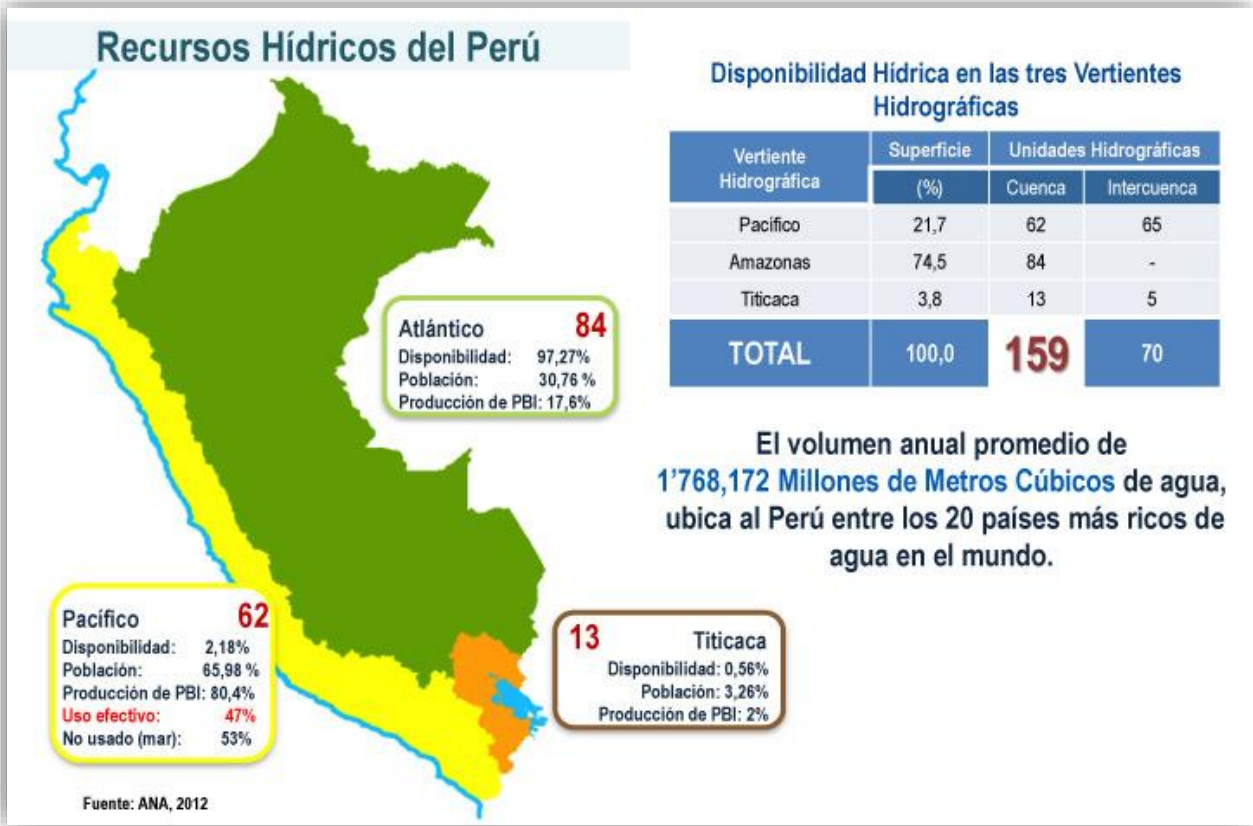 Recursos Hídricos del Perú
Disponibilidad Hídrica en las tres Vertientes
Hidrográficas
Vertiente
Hidrográfica
Superficie
Unidades Hidrográficas
(%)
Cuenca
Intercuenca
Pacífico 21,7 62 65
Amazonas 74,5 84 -
Titicaca 3,8 13 5
TOTAL 100,0 159 70
El volumen anual promedio de
1’768,172 Millones de Metros Cúbicos de agua,
ubica al Perú entre los 20 países más ricos de
agua en el mundo.
Atlántico 84
Disponibilidad: 97,27%
Población: 30,76 %
Producción de PBI: 17,6%
Pacífico 62
Disponibilidad: 2,18%
Población: 65,98 %
Producción de PBI: 80,4%
Uso efectivo: 47%
No usado (mar): 53%
13 Titicaca
Disponibilidad: 0,56%
Población: 3,26%
Producción de PBI: 2%
Fuente: ANA, 2012